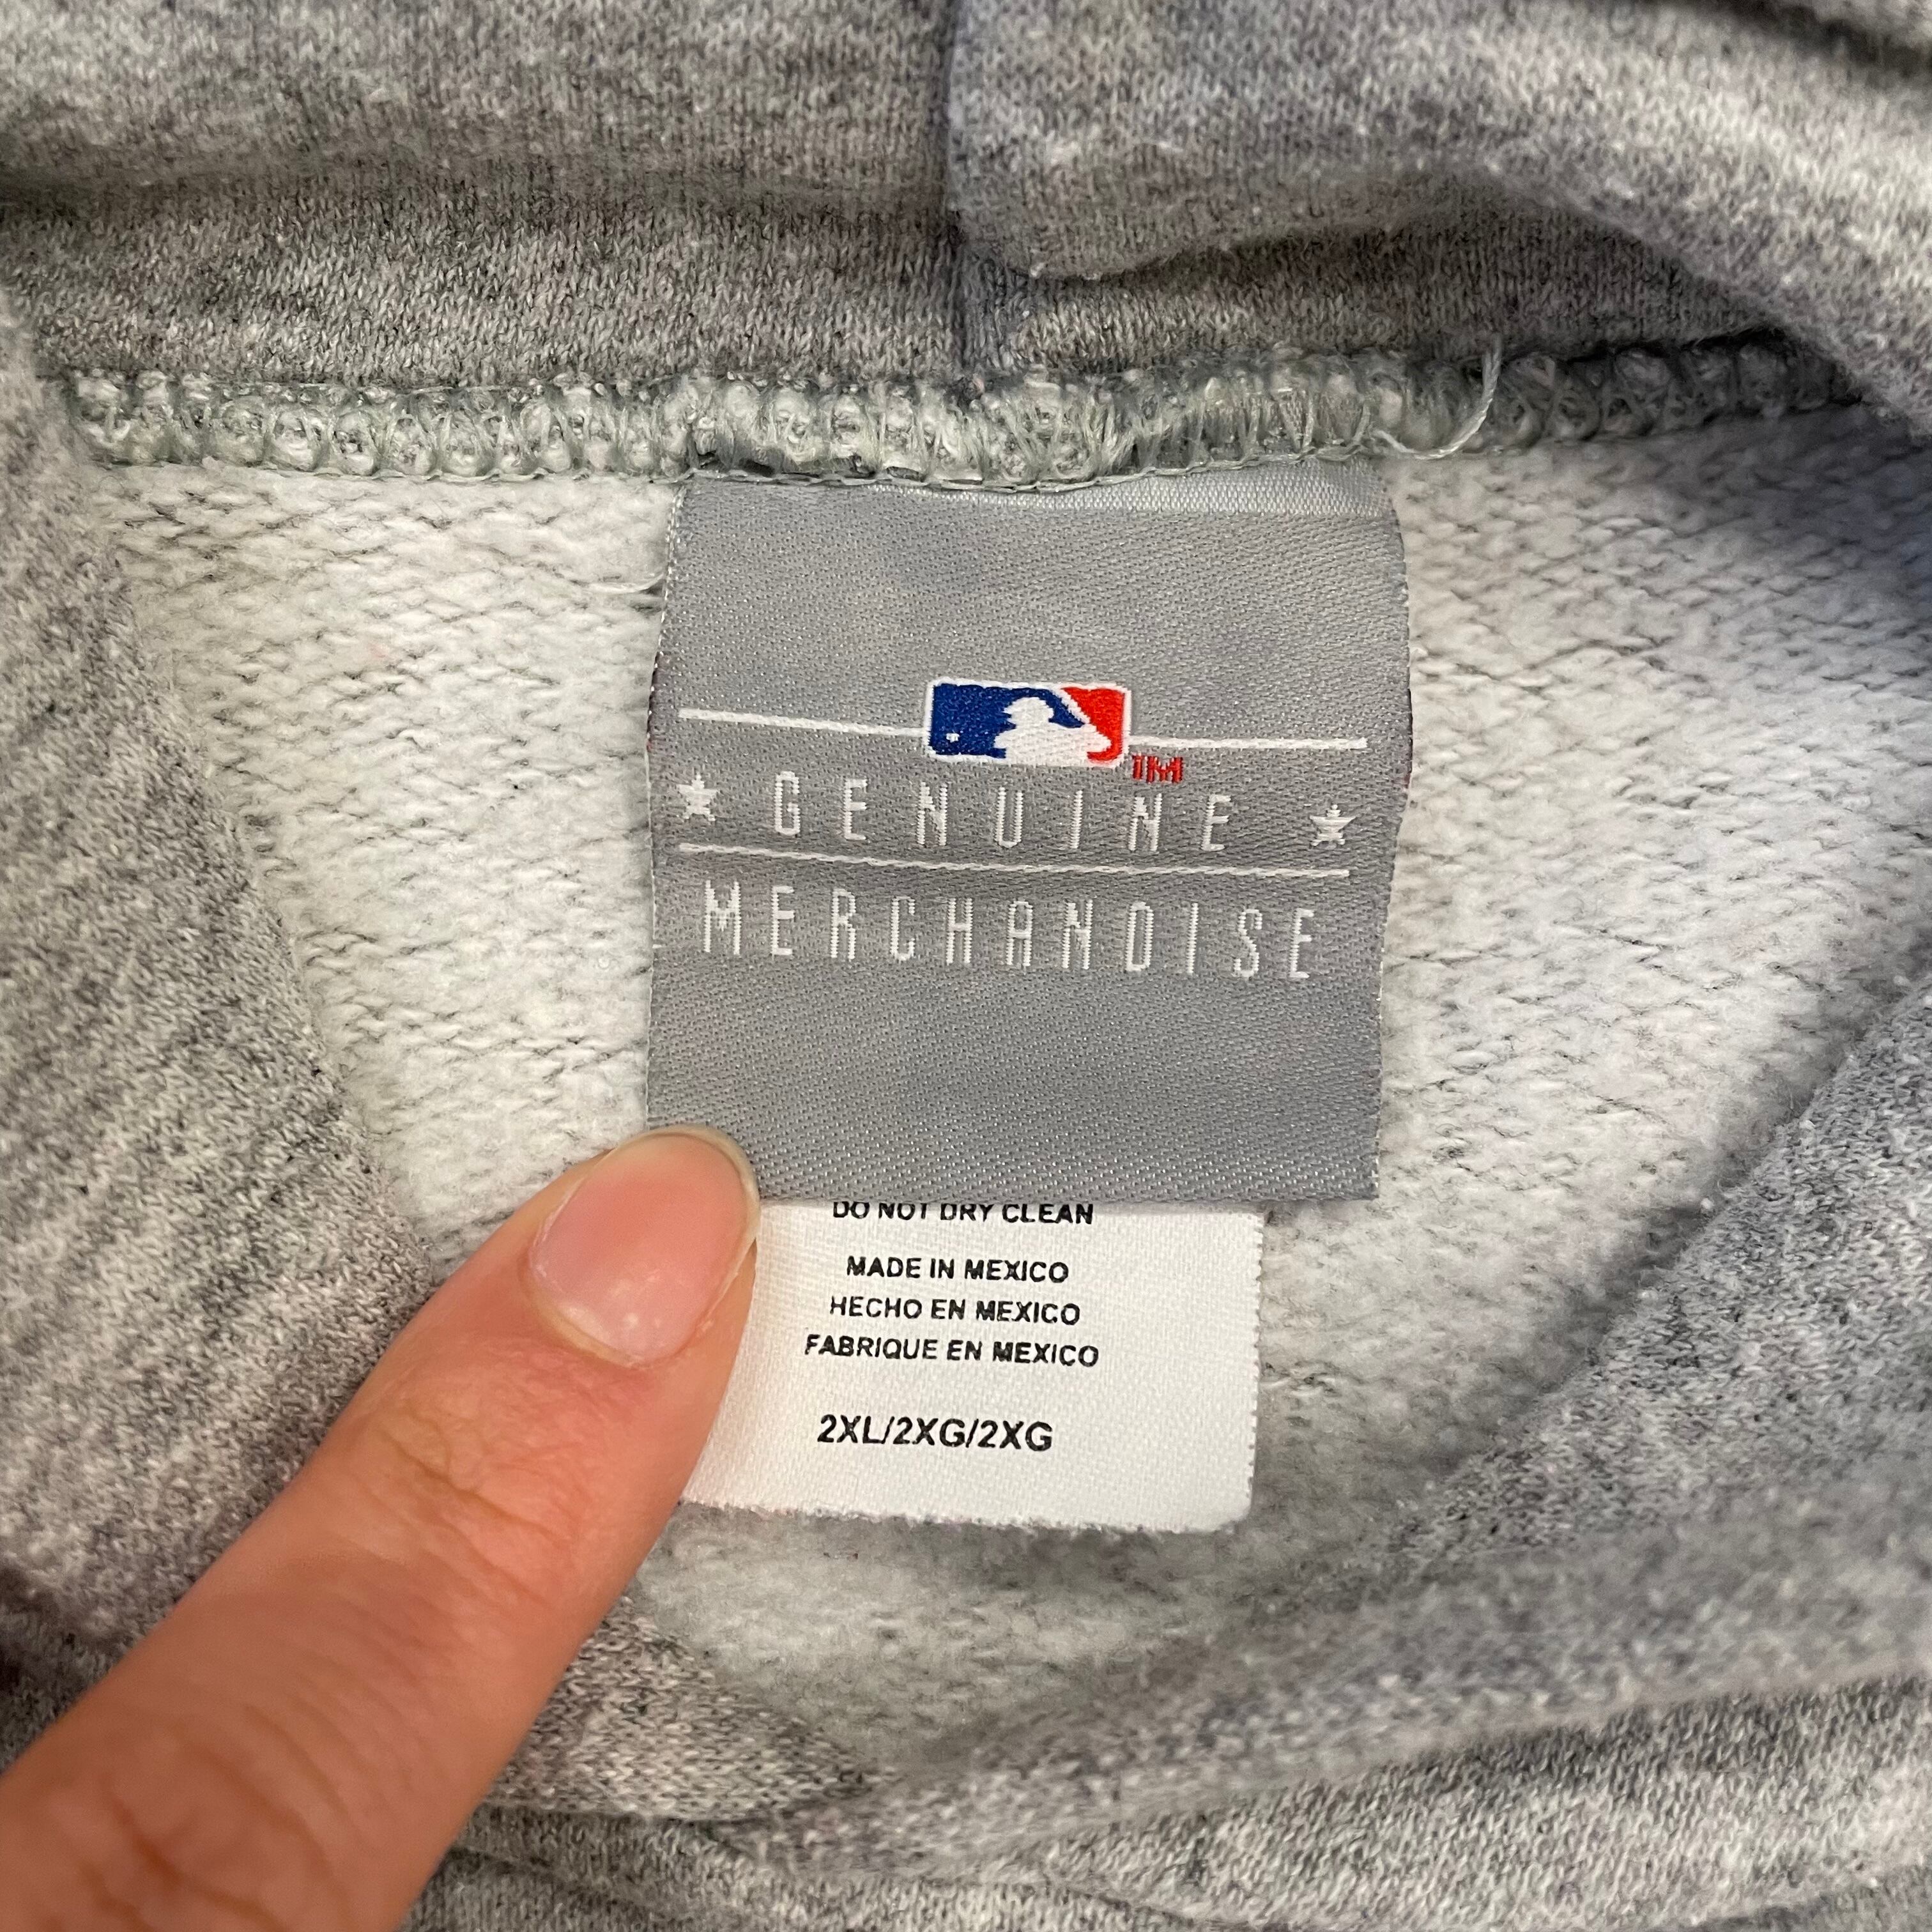 TM
GENUINE
MERCHANDISE
DO NOT DRY CLEAN
MADE IN MEXICO
HECHO EN MEXICO
FABRIQUE EN MEXICO
2XL/2XG/2XG